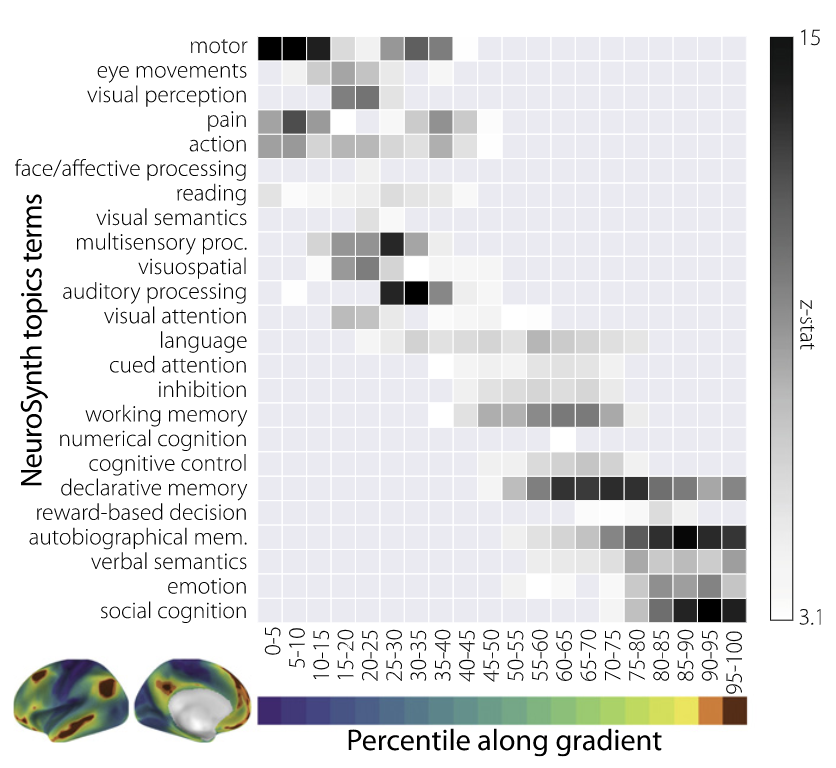 motor
eye movements
visual perception
pain
action
face/affective processing
reading
visual semantics
multisensory proc.
visuospatial
auditory processing
visual attention
language
cued attention
inhibition
working memory
numerical cognition
cognitive control
declarative memory
reward-based decision
autobiographical mem.
verbal semantics
emotion
social cognition
NeuroSynth topics terms
15
z-stat
3.1
0-5
5-10
10-15
15-20
20-25
25-30
30-35
35-40
40-45
45-50
50-55
55-60
60-65
65-70
70-75
75-80
80-85
85-90
90-95
95-100
Percentile along gradient